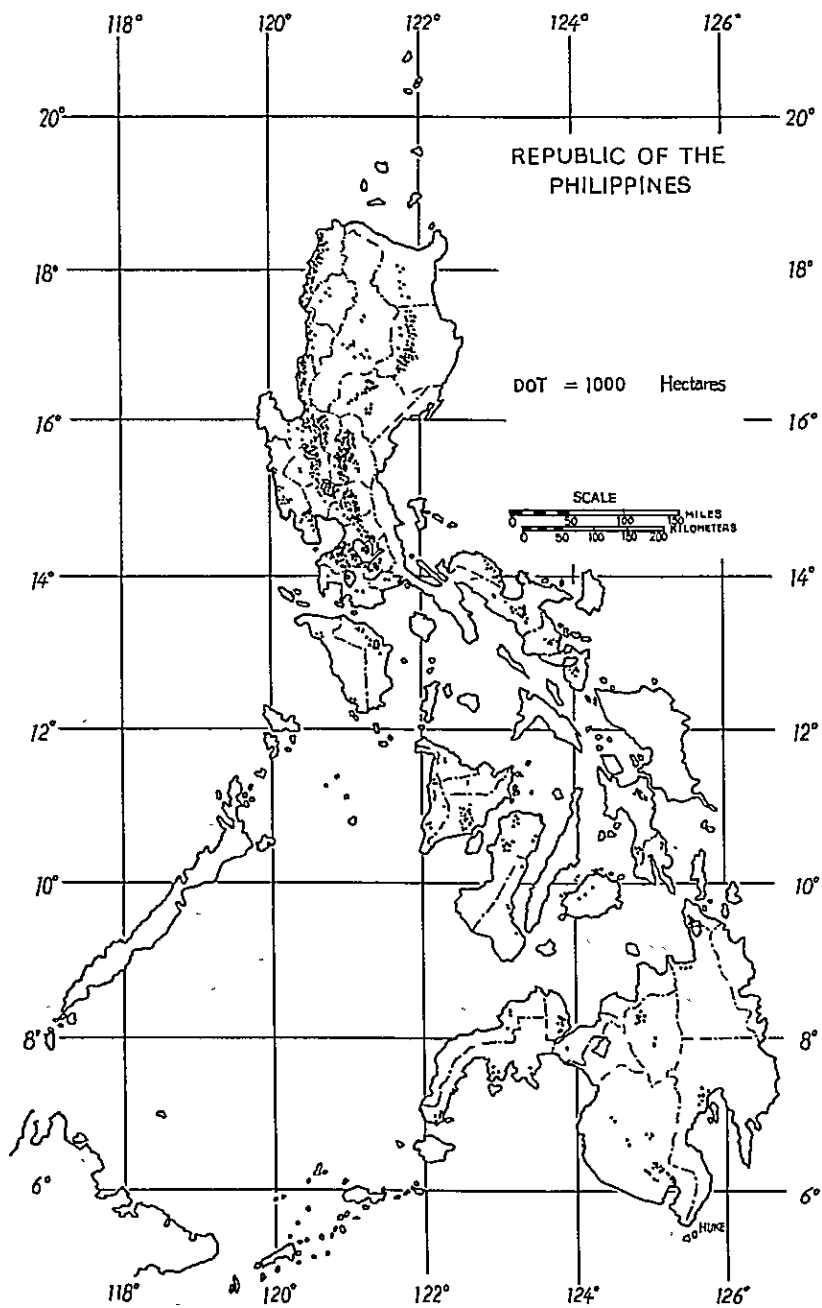 118° 120° 122° 124° 126°
20° 20°
REPUBLIC OF THE
PHILIPPINES
18° 18°
DOT = 1000 Hectares
16° 16°
SCALE
0 50 100 150 MILES
0 50 100 150 200 KILOMETERS
14° 14°
12° 12°
10° 10°
8° 8°
6° 6°
HUKE
118° 120° 122° 124° 126°